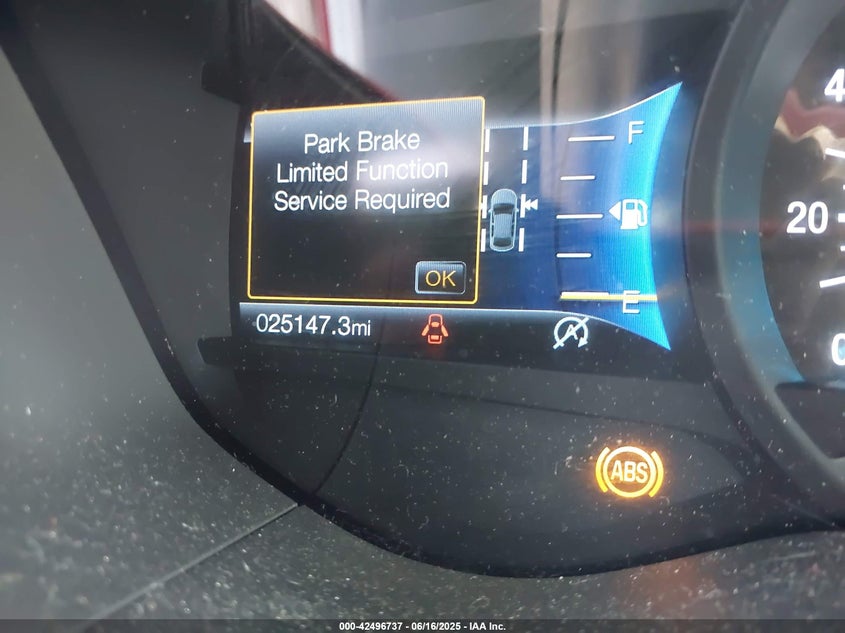 Park Brake
Limited Function
Service Required
OK
F
E
025147.3mi
A
ABS
20
000-42496737 - 06/16/2025 - IAA Inc.